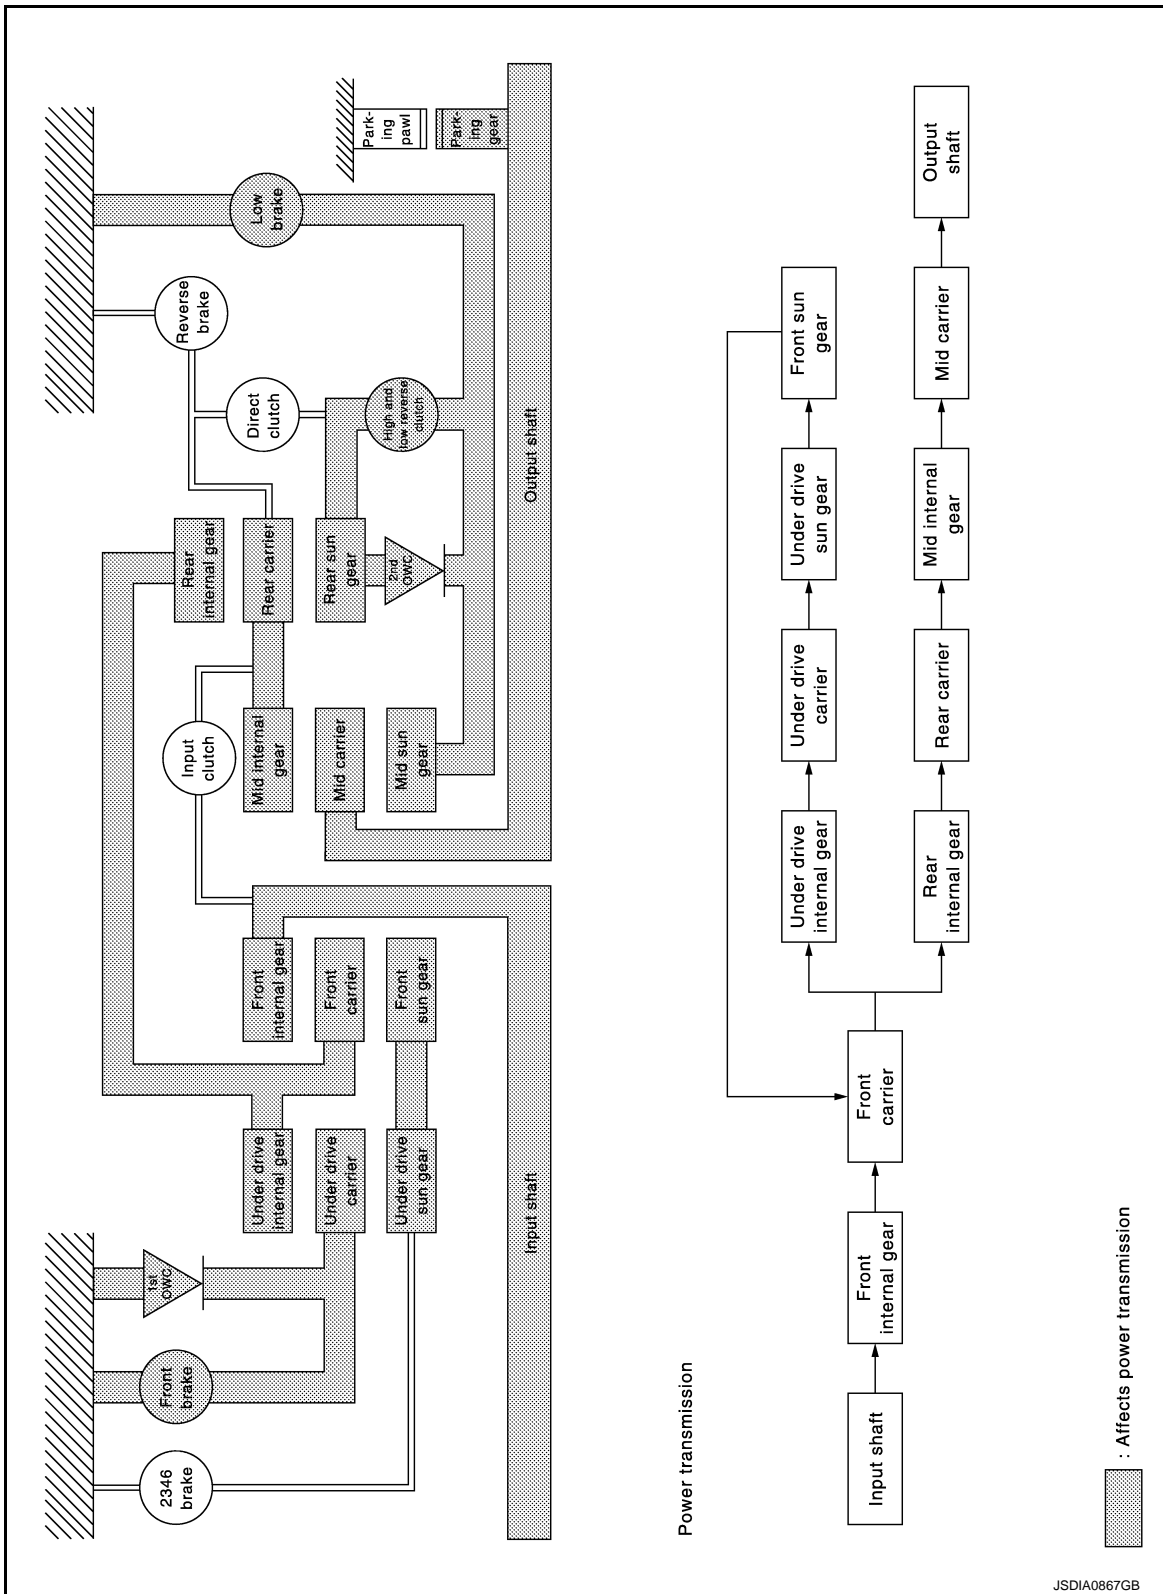 2346
brake
Front
brake
1st
OWC
Under drive
internal gear
Under drive
carrier
Under drive
sun gear
Front
internal gear
Front
carrier
Front
sun gear
Input shaft
Input
clutch
Mid internal
gear
Mid carrier
Mid sun
gear
Rear
internal gear
Rear carrier
Rear sun
gear
2nd
OWC
Direct
clutch
High and
low reverse
clutch
Reverse
brake
Low
brake
Park-
ing
pawl
Park-
ing
gear
Output shaft
Power transmission
Input shaft
Front
internal gear
Front
carrier
Under drive
internal gear
Under drive
carrier
Under drive
sun gear
Front sun
gear
Rear
internal gear
Rear carrier
Mid internal
gear
Mid carrier
Output
shaft
: Affects power transmission
JSDIA0867GB